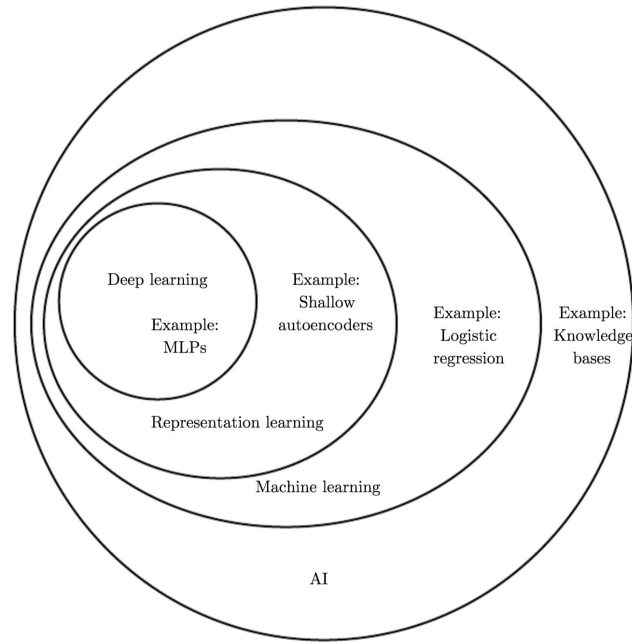 Deep learning
Example:
MLPs
Example:
Shallow
autoencoders
Example:
Logistic
regression
Example:
Knowledge
bases
Representation learning
Machine learning
AI